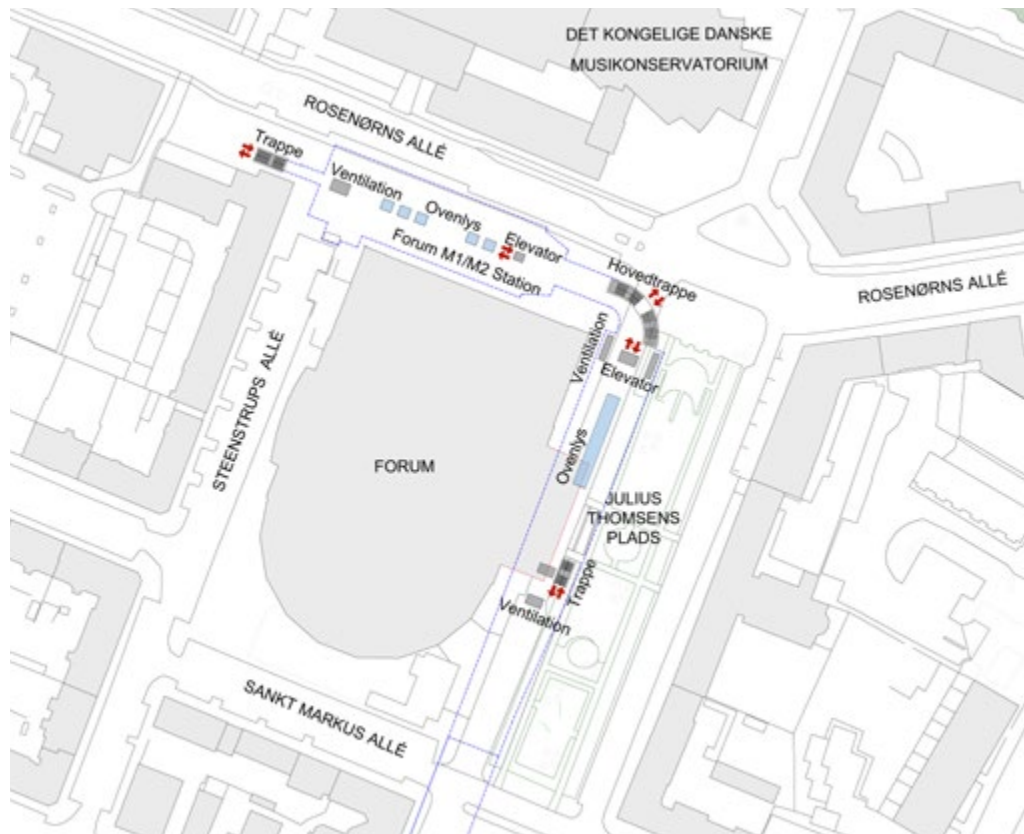 DET KONGELIGE DANSKE
MUSIKONSERVATORIUM
ROSENØRNS ALLÉ
Trappe
Ventilation
Ovenlys
Elevator
Forum M1/M2 Station
Hovedtrappe
ROSENØRNS ALLÉ
Ventilation
Elevator
STEENSTRUPS ALLÉ
FORUM
Ovenlys
JULIUS
THOMSENS
PLADS
Trappe
Ventilation
SANKT MARKUS ALLÉ